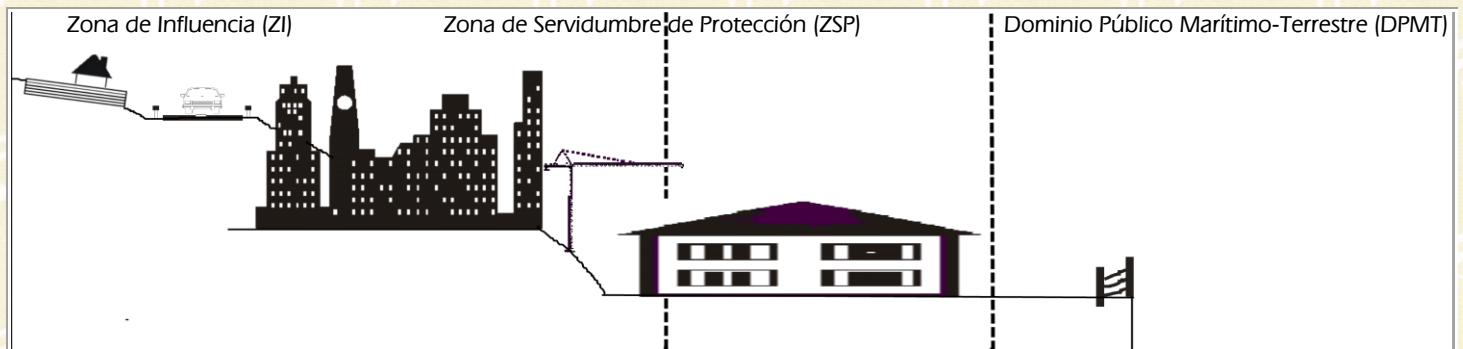 Zona de Influencia (ZI) Zona de Servidumbre de Protección (ZSP) Dominio Público Marítimo-Terrestre (DPMT)